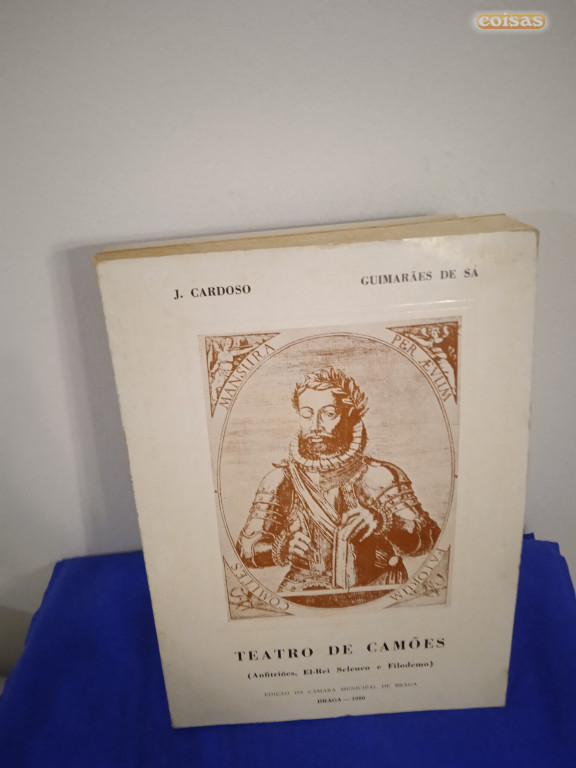 coisas
J. CARDOSO
GUIMARÃES DE SÁ
MANSURA
PER ÆVUM
TEATRO DE CAMÕES
(Anfitriões, El-Rei Seleuco e Filodemo)
EDIÇÃO DA CÂMARA MUNICIPAL DE BRAGA
BRAGA — 1980